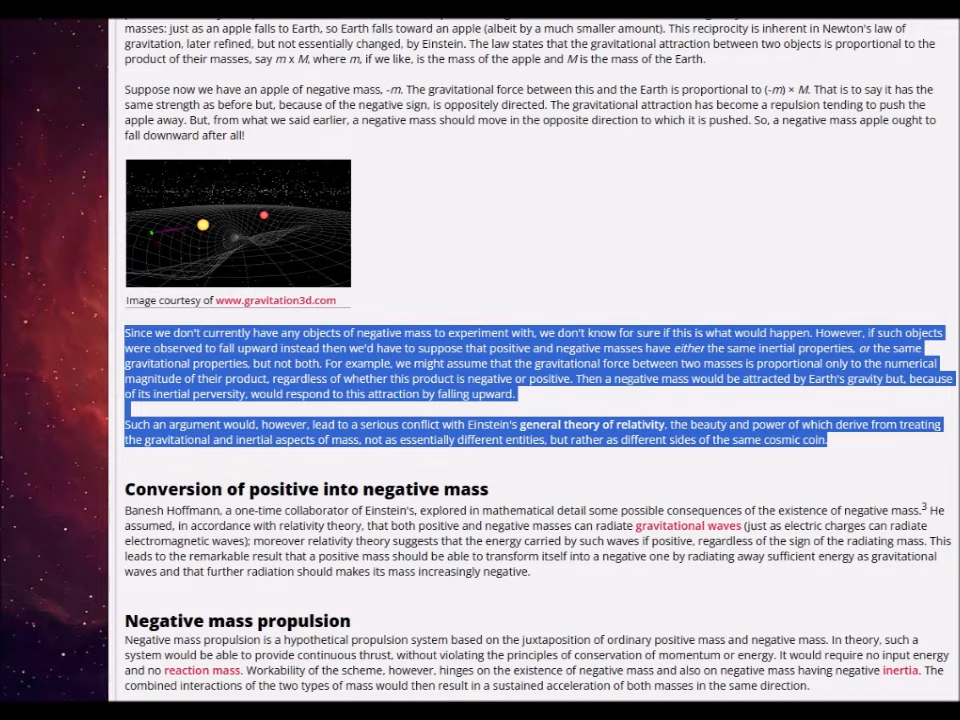 masses: just as an apple falls to Earth, so Earth falls toward an apple (albeit by a much smaller amount). This reciprocity is inherent in Newton's law of
gravitation, later refined, but not essentially changed, by Einstein. The law states that the gravitational attraction between two objects is proportional to the
product of their masses, say m x M, where m, if we like, is the mass of the apple and M is the mass of the Earth.
Suppose now we have an apple of negative mass, -m. The gravitational force between this and the Earth is proportional to (-m) × M. That is to say it has the
same strength as before but, because of the negative sign, is oppositely directed. The gravitational attraction has become a repulsion tending to push the
apple away. But, from what we said earlier, a negative mass should move in the opposite direction to which it is pushed. So, a negative mass apple ought to
fall downward after all!
Image courtesy of www.gravitation3d.com
Since we don't currently have any objects of negative mass to experiment with, we don't know for sure if this is what would happen. However, if such objects
were observed to fall upward instead then we'd have to suppose that positive and negative masses have either the same inertial properties, or the same
gravitational properties, but not both. For example, we might assume that the gravitational force between two masses is proportional only to the numerical
magnitude of their product, regardless of whether this product is negative or positive. Then a negative mass would be attracted by Earth's gravity but, because
of its inertial perversity, would respond to this attraction by falling upward.
Such an argument would, however, lead to a serious conflict with Einstein's general theory of relativity, the beauty and power of which derive from treating
the gravitational and inertial aspects of mass, not as essentially different entities, but rather as different sides of the same cosmic coin.
Conversion of positive into negative mass
Banesh Hoffmann, a one-time collaborator of Einstein's, explored in mathematical detail some possible consequences of the existence of negative mass.3 He
assumed, in accordance with relativity theory, that both positive and negative masses can radiate gravitational waves (just as electric charges can radiate
electromagnetic waves); moreover relativity theory suggests that the energy carried by such waves if positive, regardless of the sign of the radiating mass. This
leads to the remarkable result that a positive mass should be able to transform itself into a negative one by radiating away sufficient energy as gravitational
waves and that further radiation should makes its mass increasingly negative.
Negative mass propulsion
Negative mass propulsion is a hypothetical propulsion system based on the juxtaposition of ordinary positive mass and negative mass. In theory, such a
system would be able to provide continuous thrust, without violating the principles of conservation of momentum or energy. It would require no input energy
and no reaction mass. Workability of the scheme, however, hinges on the existence of negative mass and also on negative mass having negative inertia. The
combined interactions of the two types of mass would then result in a sustained acceleration of both masses in the same direction.